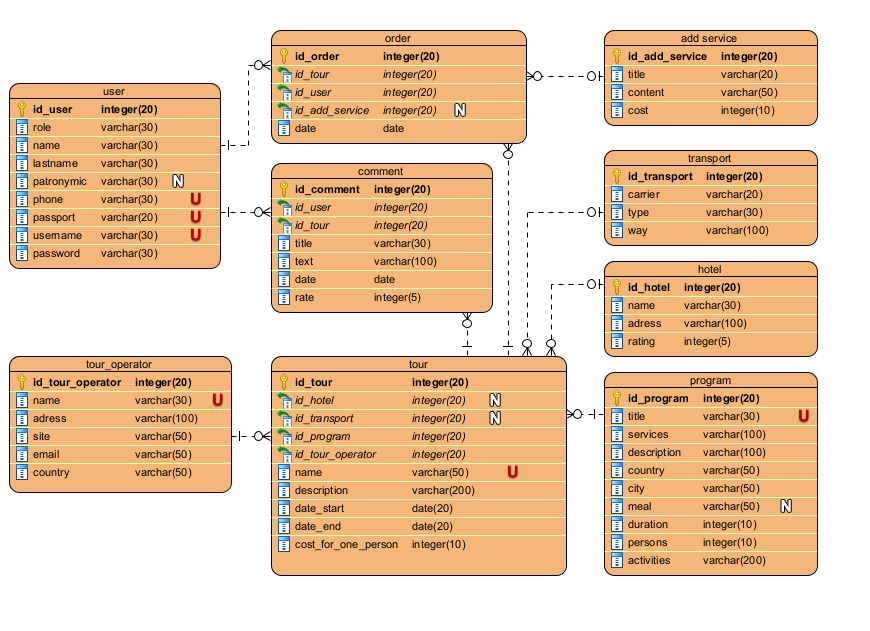 user
id_user integer(20)
role varchar(30)
name varchar(30)
lastname varchar(30)
patronymic varchar(30) N
phone varchar(30) U
passport varchar(20) U
username varchar(30) U
password varchar(30)
order
id_order integer(20)
id_tour integer(20)
id_user integer(20)
id_add_service integer(20) N
date date
add service
id_add_service integer(20)
title varchar(20)
content varchar(50)
cost integer(10)
comment
id_comment integer(20)
id_user integer(20)
id_tour integer(20)
title varchar(30)
text varchar(100)
date date
rate integer(5)
transport
id_transport integer(20)
carrier varchar(20)
type varchar(30)
way varchar(100)
hotel
id_hotel integer(20)
name varchar(30)
adress varchar(100)
rating integer(5)
tour_operator
id_tour_operator integer(20)
name varchar(30) U
adress varchar(100)
site varchar(50)
email varchar(50)
country varchar(50)
tour
id_tour integer(20)
id_hotel integer(20) N
id_transport integer(20) N
id_program integer(20)
id_tour_operator integer(20)
name varchar(50) U
description varchar(200)
date_start date(20)
date_end date(20)
cost_for_one_person integer(10)
program
id_program integer(20)
title varchar(30) U
services varchar(100)
description varchar(100)
country varchar(50)
city varchar(50)
meal varchar(50) N
duration integer(10)
persons integer(10)
activities varchar(200)